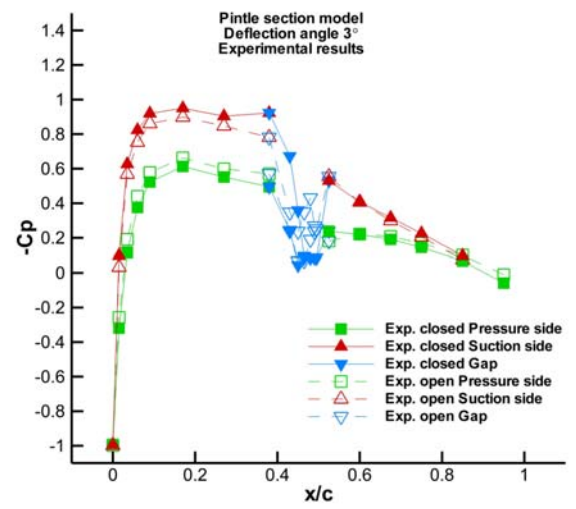 Pintle section model
Deflection angle 3°
Experimental results
1.4
1.2
1
0.8
0.6
0.4
0.2
0
-0.2
-0.4
-0.6
-0.8
-1
-Cp
Exp. closed Pressure side
Exp. closed Suction side
Exp. closed Gap
Exp. open Pressure side
Exp. open Suction side
Exp. open Gap
0 0.2 0.4 0.6 0.8 1
x/c